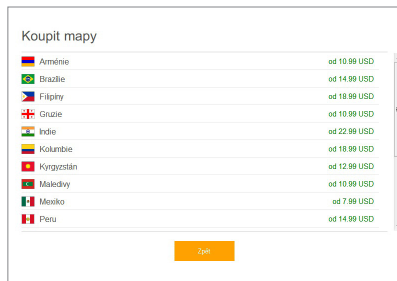 Koupit mapy
Arménie od 10.99 USD
Brazílie od 14.99 USD
Filipíny od 18.99 USD
Gruzie od 10.99 USD
Indie od 22.99 USD
Kolumbie od 18.99 USD
Kyrgyzstán od 12.99 USD
Maledivy od 10.99 USD
Mexiko od 7.99 USD
Peru od 14.99 USD
Zpět